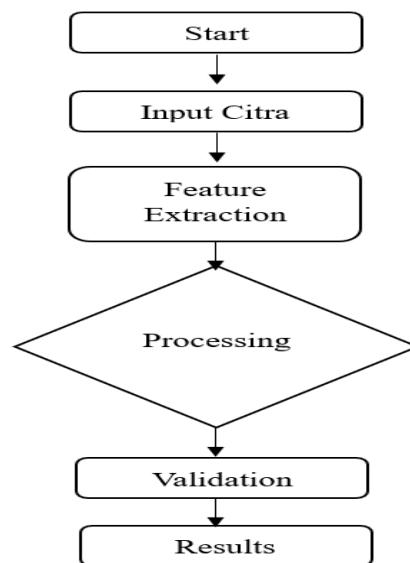 Start
Input Citra
Feature
Extraction
Processing
Validation
Results